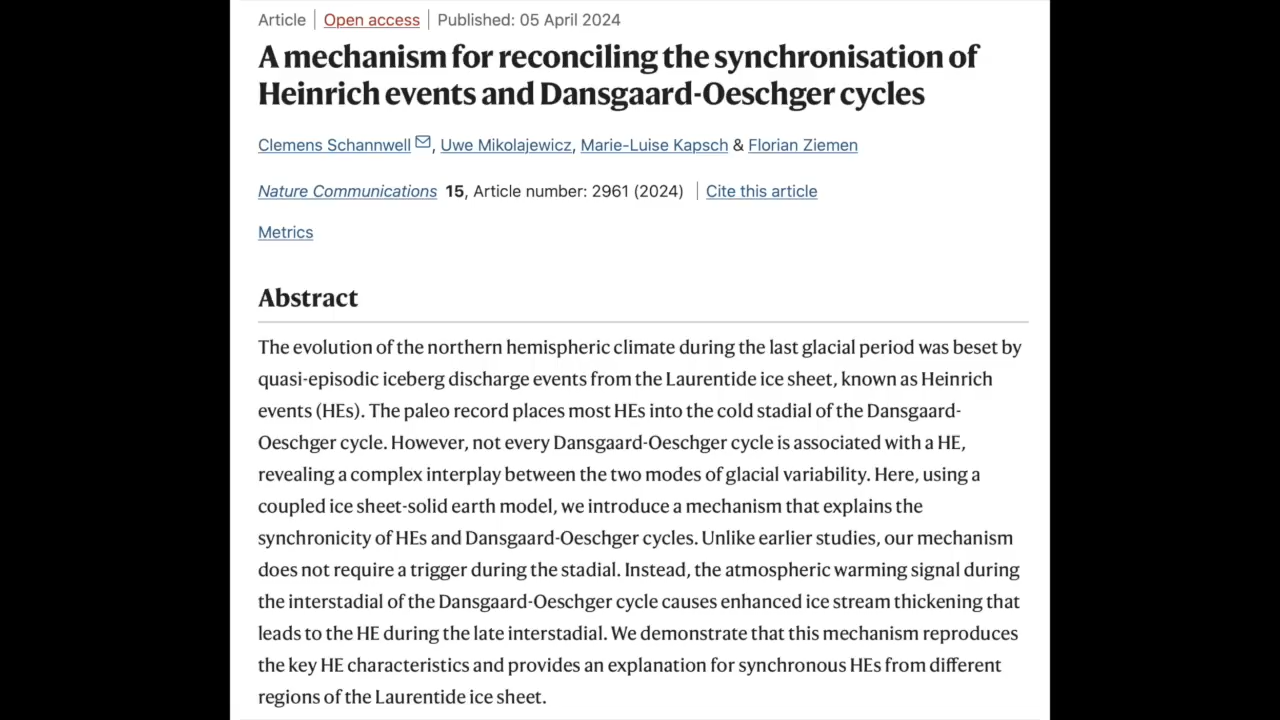 Article | Open access | Published: 05 April 2024
A mechanism for reconciling the synchronisation of
Heinrich events and Dansgaard-Oeschger cycles
Clemens Schannwell, Uwe Mikolajewicz, Marie-Luise Kapsch & Florian Ziemen
Nature Communications 15, Article number: 2961 (2024) | Cite this article
Metrics
Abstract
The evolution of the northern hemispheric climate during the last glacial period was beset by
quasi-episodic iceberg discharge events from the Laurentide ice sheet, known as Heinrich
events (HEs). The paleo record places most HEs into the cold stadial of the Dansgaard-
Oeschger cycle. However, not every Dansgaard-Oeschger cycle is associated with a HE,
revealing a complex interplay between the two modes of glacial variability. Here, using a
coupled ice sheet-solid earth model, we introduce a mechanism that explains the
synchronicity of HEs and Dansgaard-Oeschger cycles. Unlike earlier studies, our mechanism
does not require a trigger during the stadial. Instead, the atmospheric warming signal during
the interstadial of the Dansgaard-Oeschger cycle causes enhanced ice stream thickening that
leads to the HE during the late interstadial. We demonstrate that this mechanism reproduces
the key HE characteristics and provides an explanation for synchronous HEs from different
regions of the Laurentide ice sheet.